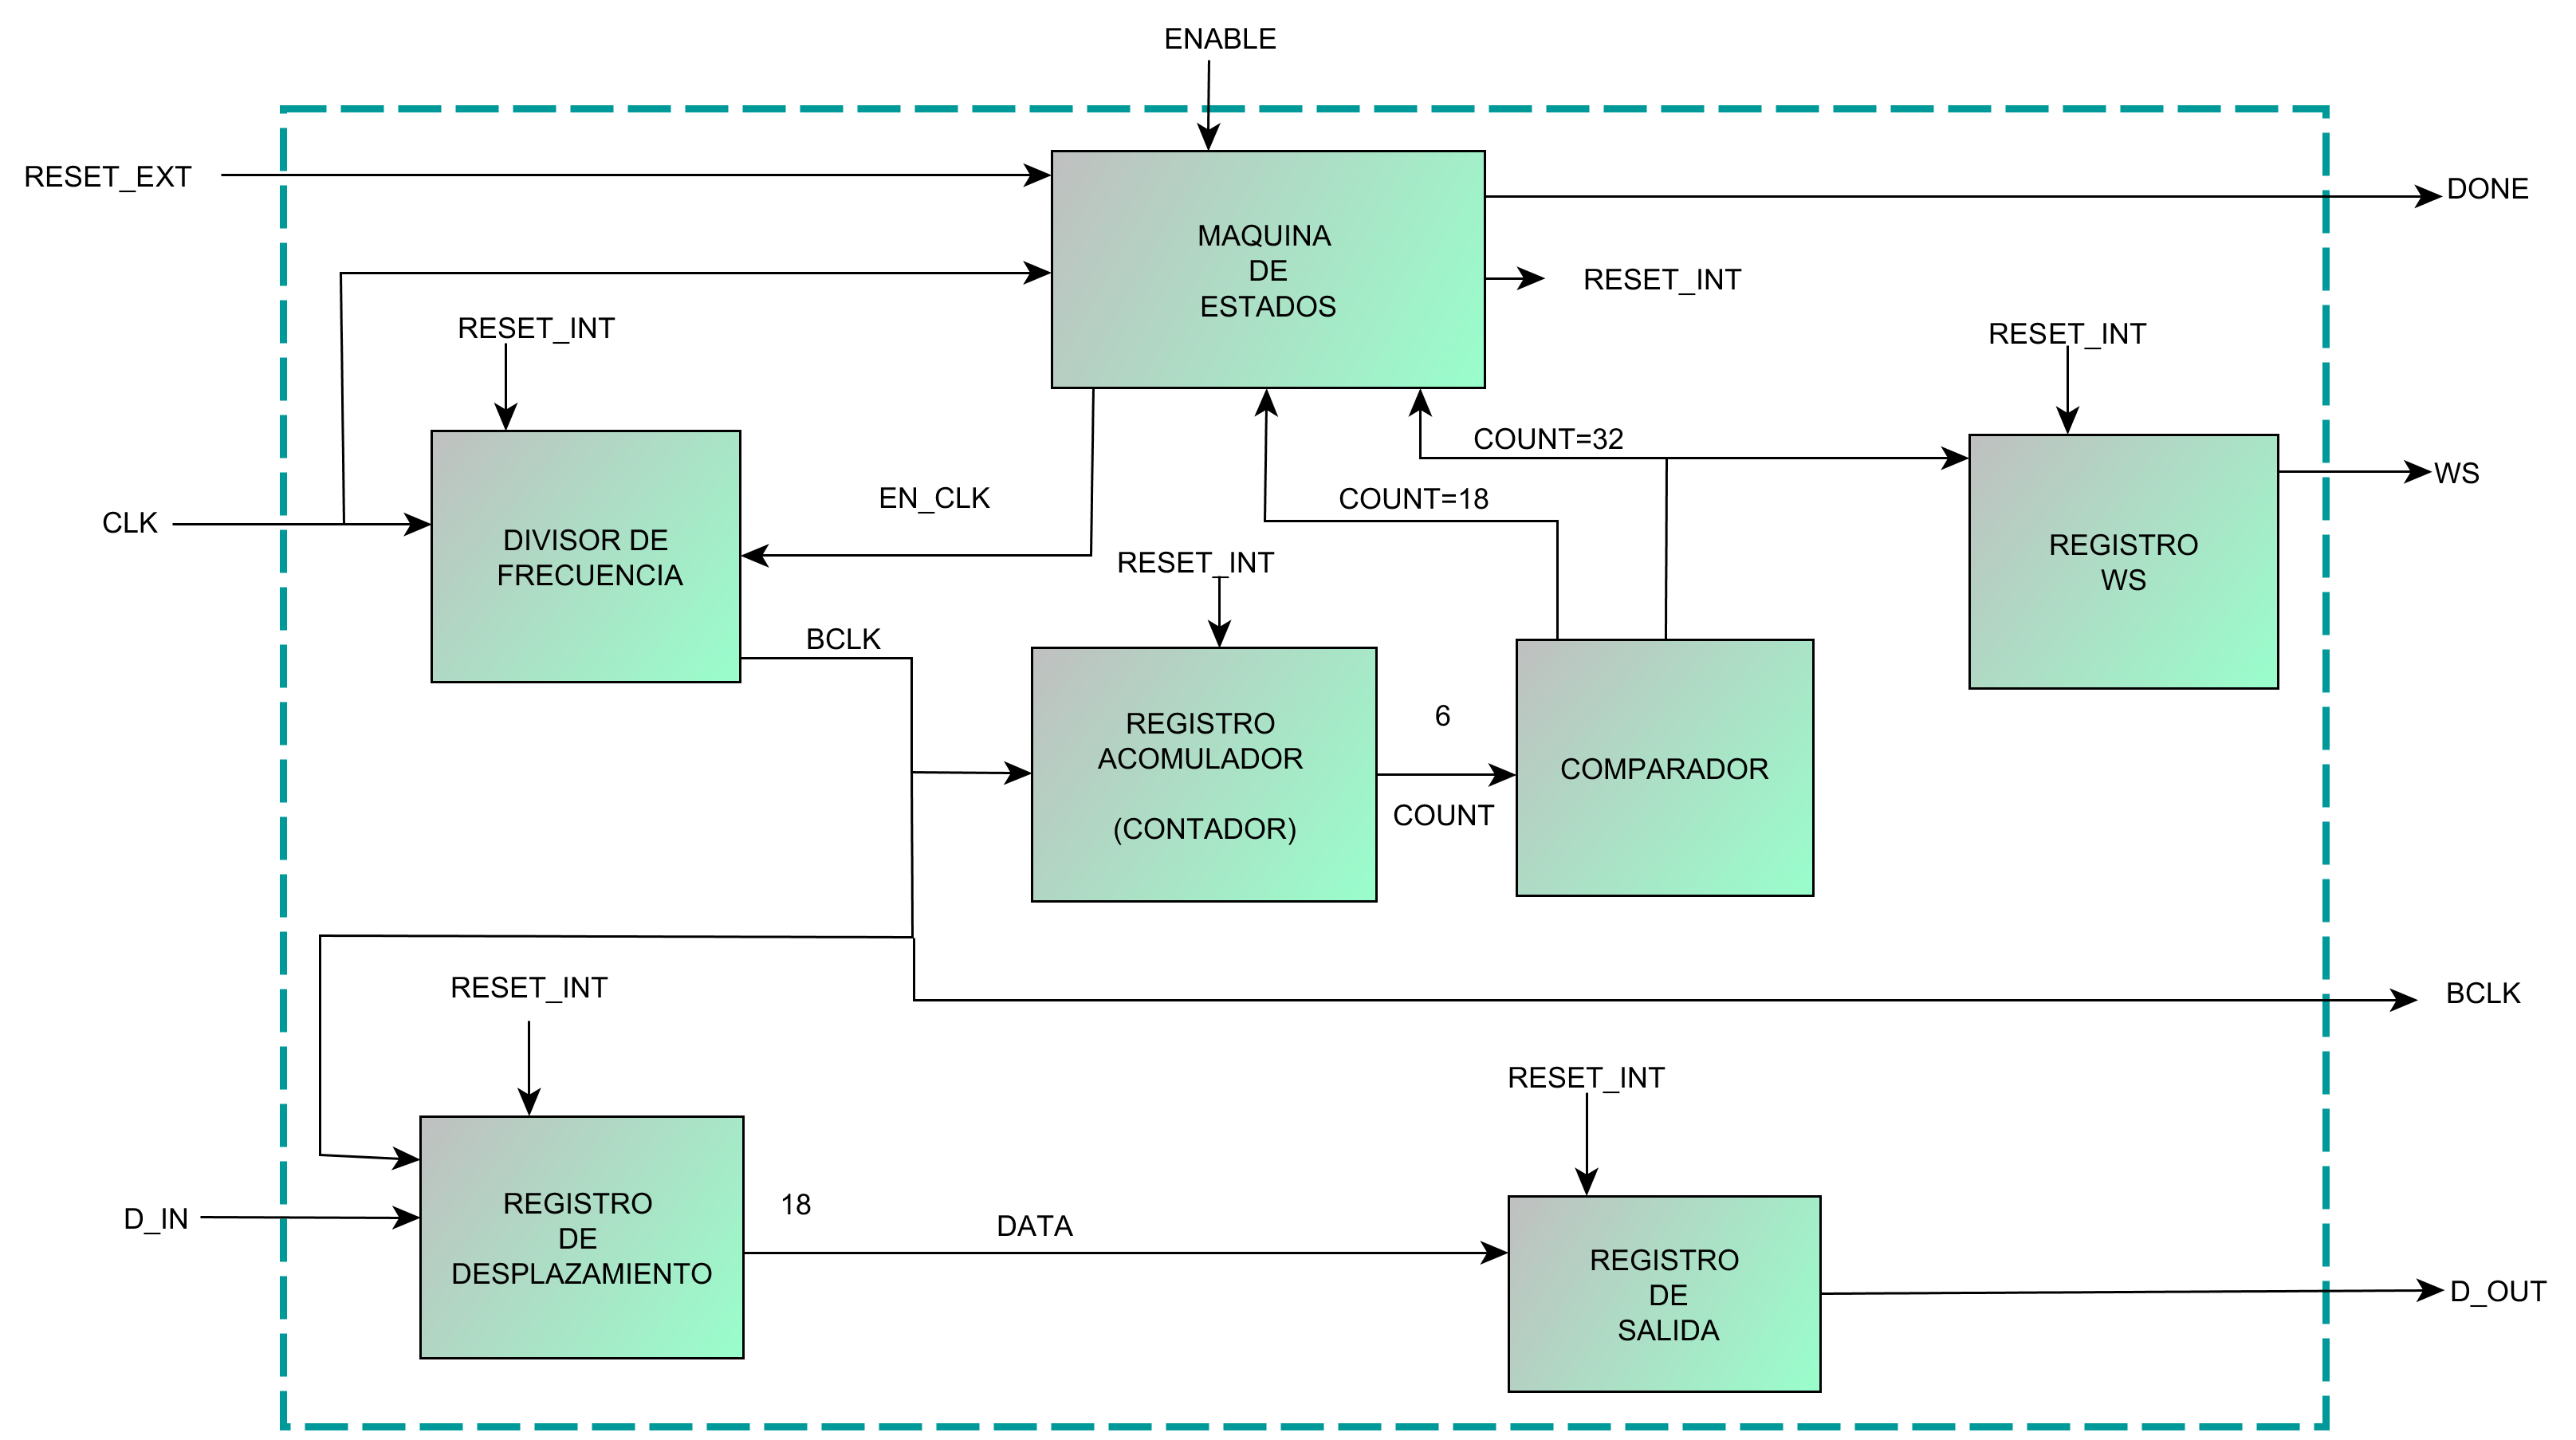 ENABLE
RESET_EXT
DONE
MAQUINA
DE
ESTADOS
RESET_INT
RESET_INT
RESET_INT
COUNT=32
WS
EN_CLK
COUNT=18
CLK
DIVISOR DE
FRECUENCIA
RESET_INT
REGISTRO
WS
BCLK
REGISTRO
ACOMULADOR
(CONTADOR)
6
COUNT
COMPARADOR
RESET_INT
BCLK
RESET_INT
D_IN
REGISTRO
DE
DESPLAZAMIENTO
18
DATA
REGISTRO
DE
SALIDA
D_OUT